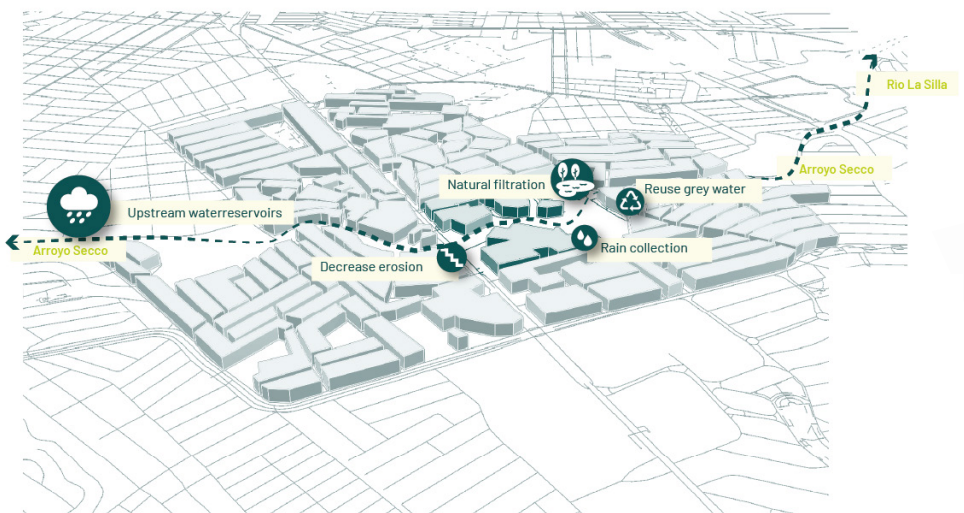 Rio La Silla
Arroyo Secco
Natural filtration
Reuse grey water
Upstream waterreservoirs
Arroyo Secco
Rain collection
Decrease erosion